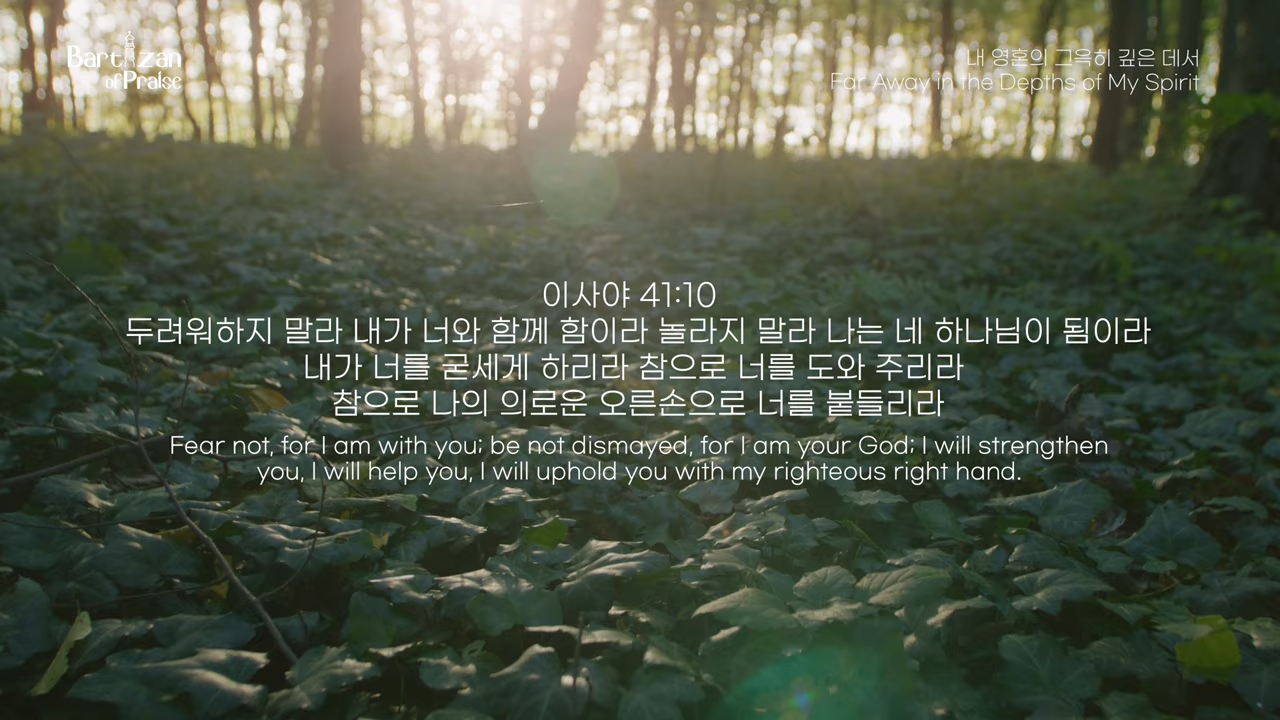 Bartizan
of Praise
내 영혼의 그윽히 깊은 데서
Far Away in the Depths of My Spirit
이사야 41:10
두려워하지 말라 내가 너와 함께 함이라 놀라지 말라 나는 네 하나님이 됨이라
내가 너를 굳세게 하리라 참으로 너를 도와 주리라
참으로 나의 의로운 오른손으로 너를 붙들리라
Fear not, for I am with you; be not dismayed, for I am your God; I will strengthen
you, I will help you, I will uphold you with my righteous right hand.